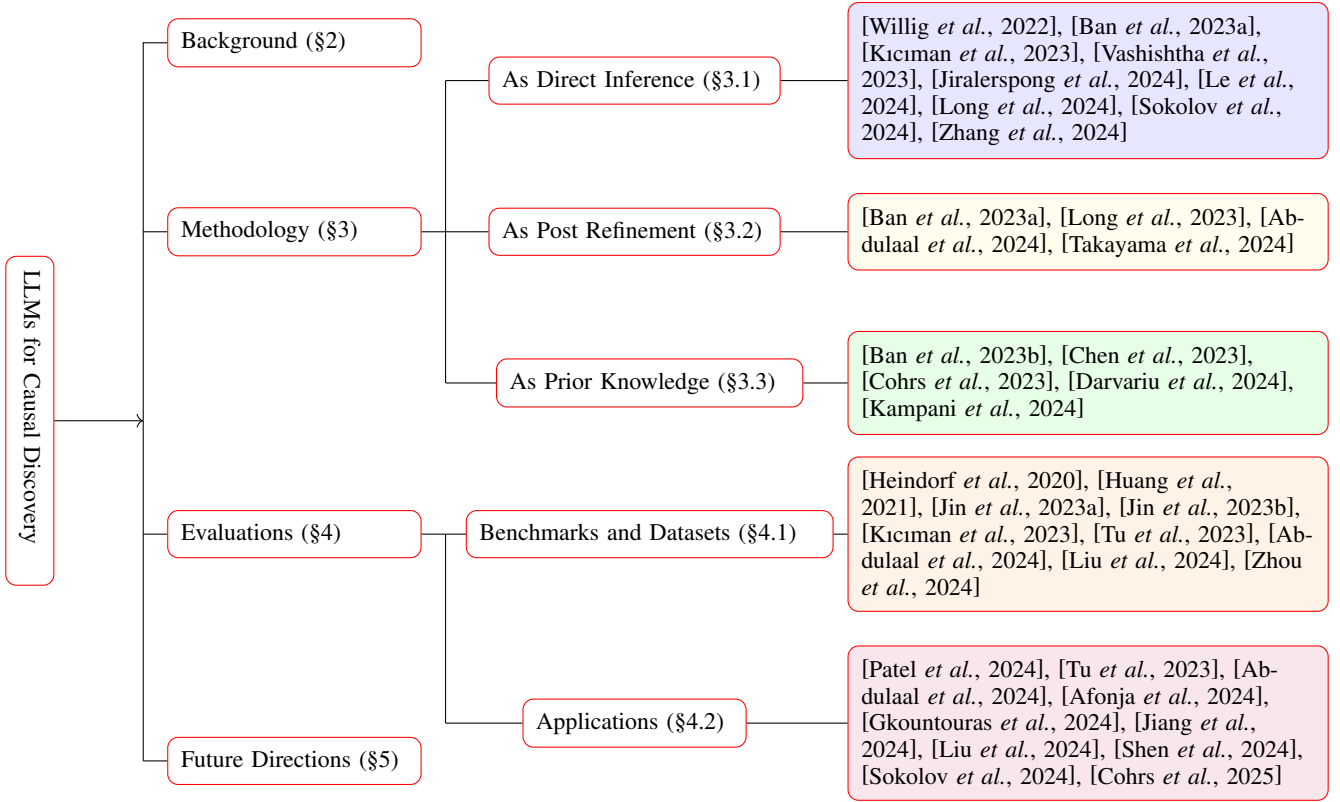 LLMs for Causal Discovery
Background (§2)
Methodology (§3)
As Direct Inference (§3.1)
[Willig et al., 2022], [Ban et al., 2023a],
[Kıcıman et al., 2023], [Vashishtha et al.,
2023], [Jiralerspong et al., 2024], [Le et al.,
2024], [Long et al., 2024], [Sokolov et al.,
2024], [Zhang et al., 2024]
As Post Refinement (§3.2)
[Ban et al., 2023a], [Long et al., 2023], [Ab-
dulaal et al., 2024], [Takayama et al., 2024]
As Prior Knowledge (§3.3)
[Ban et al., 2023b], [Chen et al., 2023],
[Cohrs et al., 2023], [Darvariu et al., 2024],
[Kampani et al., 2024]
Evaluations (§4)
Benchmarks and Datasets (§4.1)
[Heindorf et al., 2020], [Huang et al.,
2021], [Jin et al., 2023a], [Jin et al., 2023b],
[Kıcıman et al., 2023], [Tu et al., 2023], [Ab-
dulaal et al., 2024], [Liu et al., 2024], [Zhou
et al., 2024]
Applications (§4.2)
[Patel et al., 2024], [Tu et al., 2023], [Ab-
dulaal et al., 2024], [Afonja et al., 2024],
[Gkountouras et al., 2024], [Jiang et al.,
2024], [Liu et al., 2024], [Shen et al., 2024],
[Sokolov et al., 2024], [Cohrs et al., 2025]
Future Directions (§5)